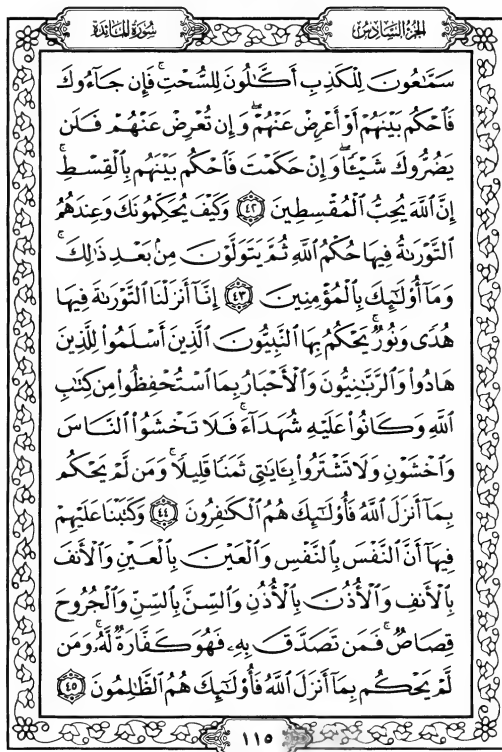 الجزء السادس
سورة المائدة
سَمَّـٰعُونَ لِلْكَذِبِ أَكَّـٰلُونَ لِلسُّحْتِ ۚ فَإِن جَآءُوكَ
فَٱحْكُم بَيْنَهُمْ أَوْ أَعْرِضْ عَنْهُمْ ۖ وَإِن تُعْرِضْ عَنْهُمْ فَلَن
يَضُرُّوكَ شَيْـًٔا ۖ وَإِنْ حَكَمْتَ فَٱحْكُم بَيْنَهُم بِٱلْقِسْطِ ۚ
إِنَّ ٱللَّهَ يُحِبُّ ٱلْمُقْسِطِينَ ٤٢ وَكَيْفَ يُحَكِّمُونَكَ وَعِندَهُمُ
ٱلتَّوْرَىٰةُ فِيهَا حُكْمُ ٱللَّهِ ثُمَّ يَتَوَلَّوْنَ مِنۢ بَعْدِ ذَٰلِكَ ۚ
وَمَآ أُو۟لَـٰٓئِكَ بِٱلْمُؤْمِنِينَ ٤٣ إِنَّآ أَنزَلْنَا ٱلتَّوْرَىٰةَ فِيهَا
هُدًى وَنُورٌ ۚ يَحْكُمُ بِهَا ٱلنَّبِيُّونَ ٱلَّذِينَ أَسْلَمُوا۟ لِلَّذِينَ
هَادُوا۟ وَٱلرَّبَّـٰنِيُّونَ وَٱلْأَحْبَارُ بِمَا ٱسْتُحْفِظُوا۟ مِن كِتَـٰبِ
ٱللَّهِ وَكَانُوا۟ عَلَيْهِ شُهَدَآءَ ۚ فَلَا تَخْشَوُا۟ ٱلنَّاسَ
وَٱخْشَوْنِ وَلَا تَشْتَرُوا۟ بِـَٔايَـٰتِى ثَمَنًا قَلِيلًا ۚ وَمَن لَّمْ يَحْكُم
بِمَآ أَنزَلَ ٱللَّهُ فَأُو۟لَـٰٓئِكَ هُمُ ٱلْكَـٰفِرُونَ ٤٤ وَكَتَبْنَا عَلَيْهِمْ
فِيهَآ أَنَّ ٱلنَّفْسَ بِٱلنَّفْسِ وَٱلْعَيْنَ بِٱلْعَيْنِ وَٱلْأَنفَ
بِٱلْأَنفِ وَٱلْأُذُنَ بِٱلْأُذُنِ وَٱلسِّنَّ بِٱلسِّنِّ وَٱلْجُرُوحَ
قِصَاصٌ ۚ فَمَن تَصَدَّقَ بِهِۦ فَهُوَ كَفَّارَةٌ لَّهُۥ ۚ وَمَن
لَّمْ يَحْكُم بِمَآ أَنزَلَ ٱللَّهُ فَأُو۟لَـٰٓئِكَ هُمُ ٱلظَّـٰلِمُونَ ٤٥
١١٥